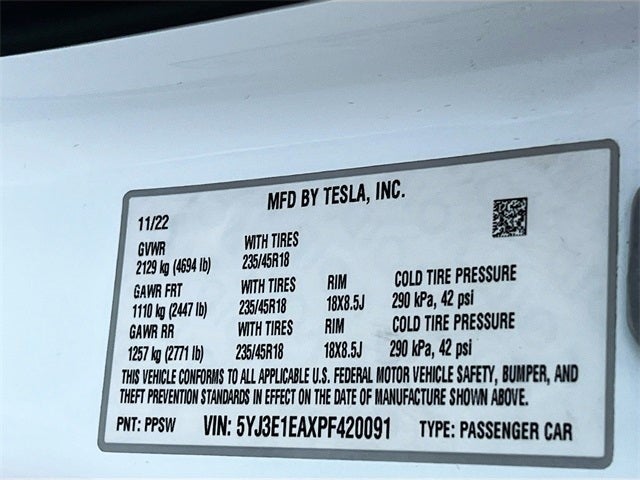 MFD BY TESLA, INC.
11/22
GVWR WITH TIRES
2129 kg (4694 lb) 235/45R18
GAWR FRT WITH TIRES RIM COLD TIRE PRESSURE
1110 kg (2447 lb) 235/45R18 18X8.5J 290 kPa, 42 psi
GAWR RR WITH TIRES RIM COLD TIRE PRESSURE
1257 kg (2771 lb) 235/45R18 18X8.5J 290 kPa, 42 psi
THIS VEHICLE CONFORMS TO ALL APPLICABLE U.S. FEDERAL MOTOR VEHICLE SAFETY, BUMPER, AND
THEFT PREVENTION STANDARDS IN EFFECT ON THE DATE OF MANUFACTURE SHOWN ABOVE.
PNT: PPSW VIN: 5YJ3E1EAXPF420091 TYPE: PASSENGER CAR